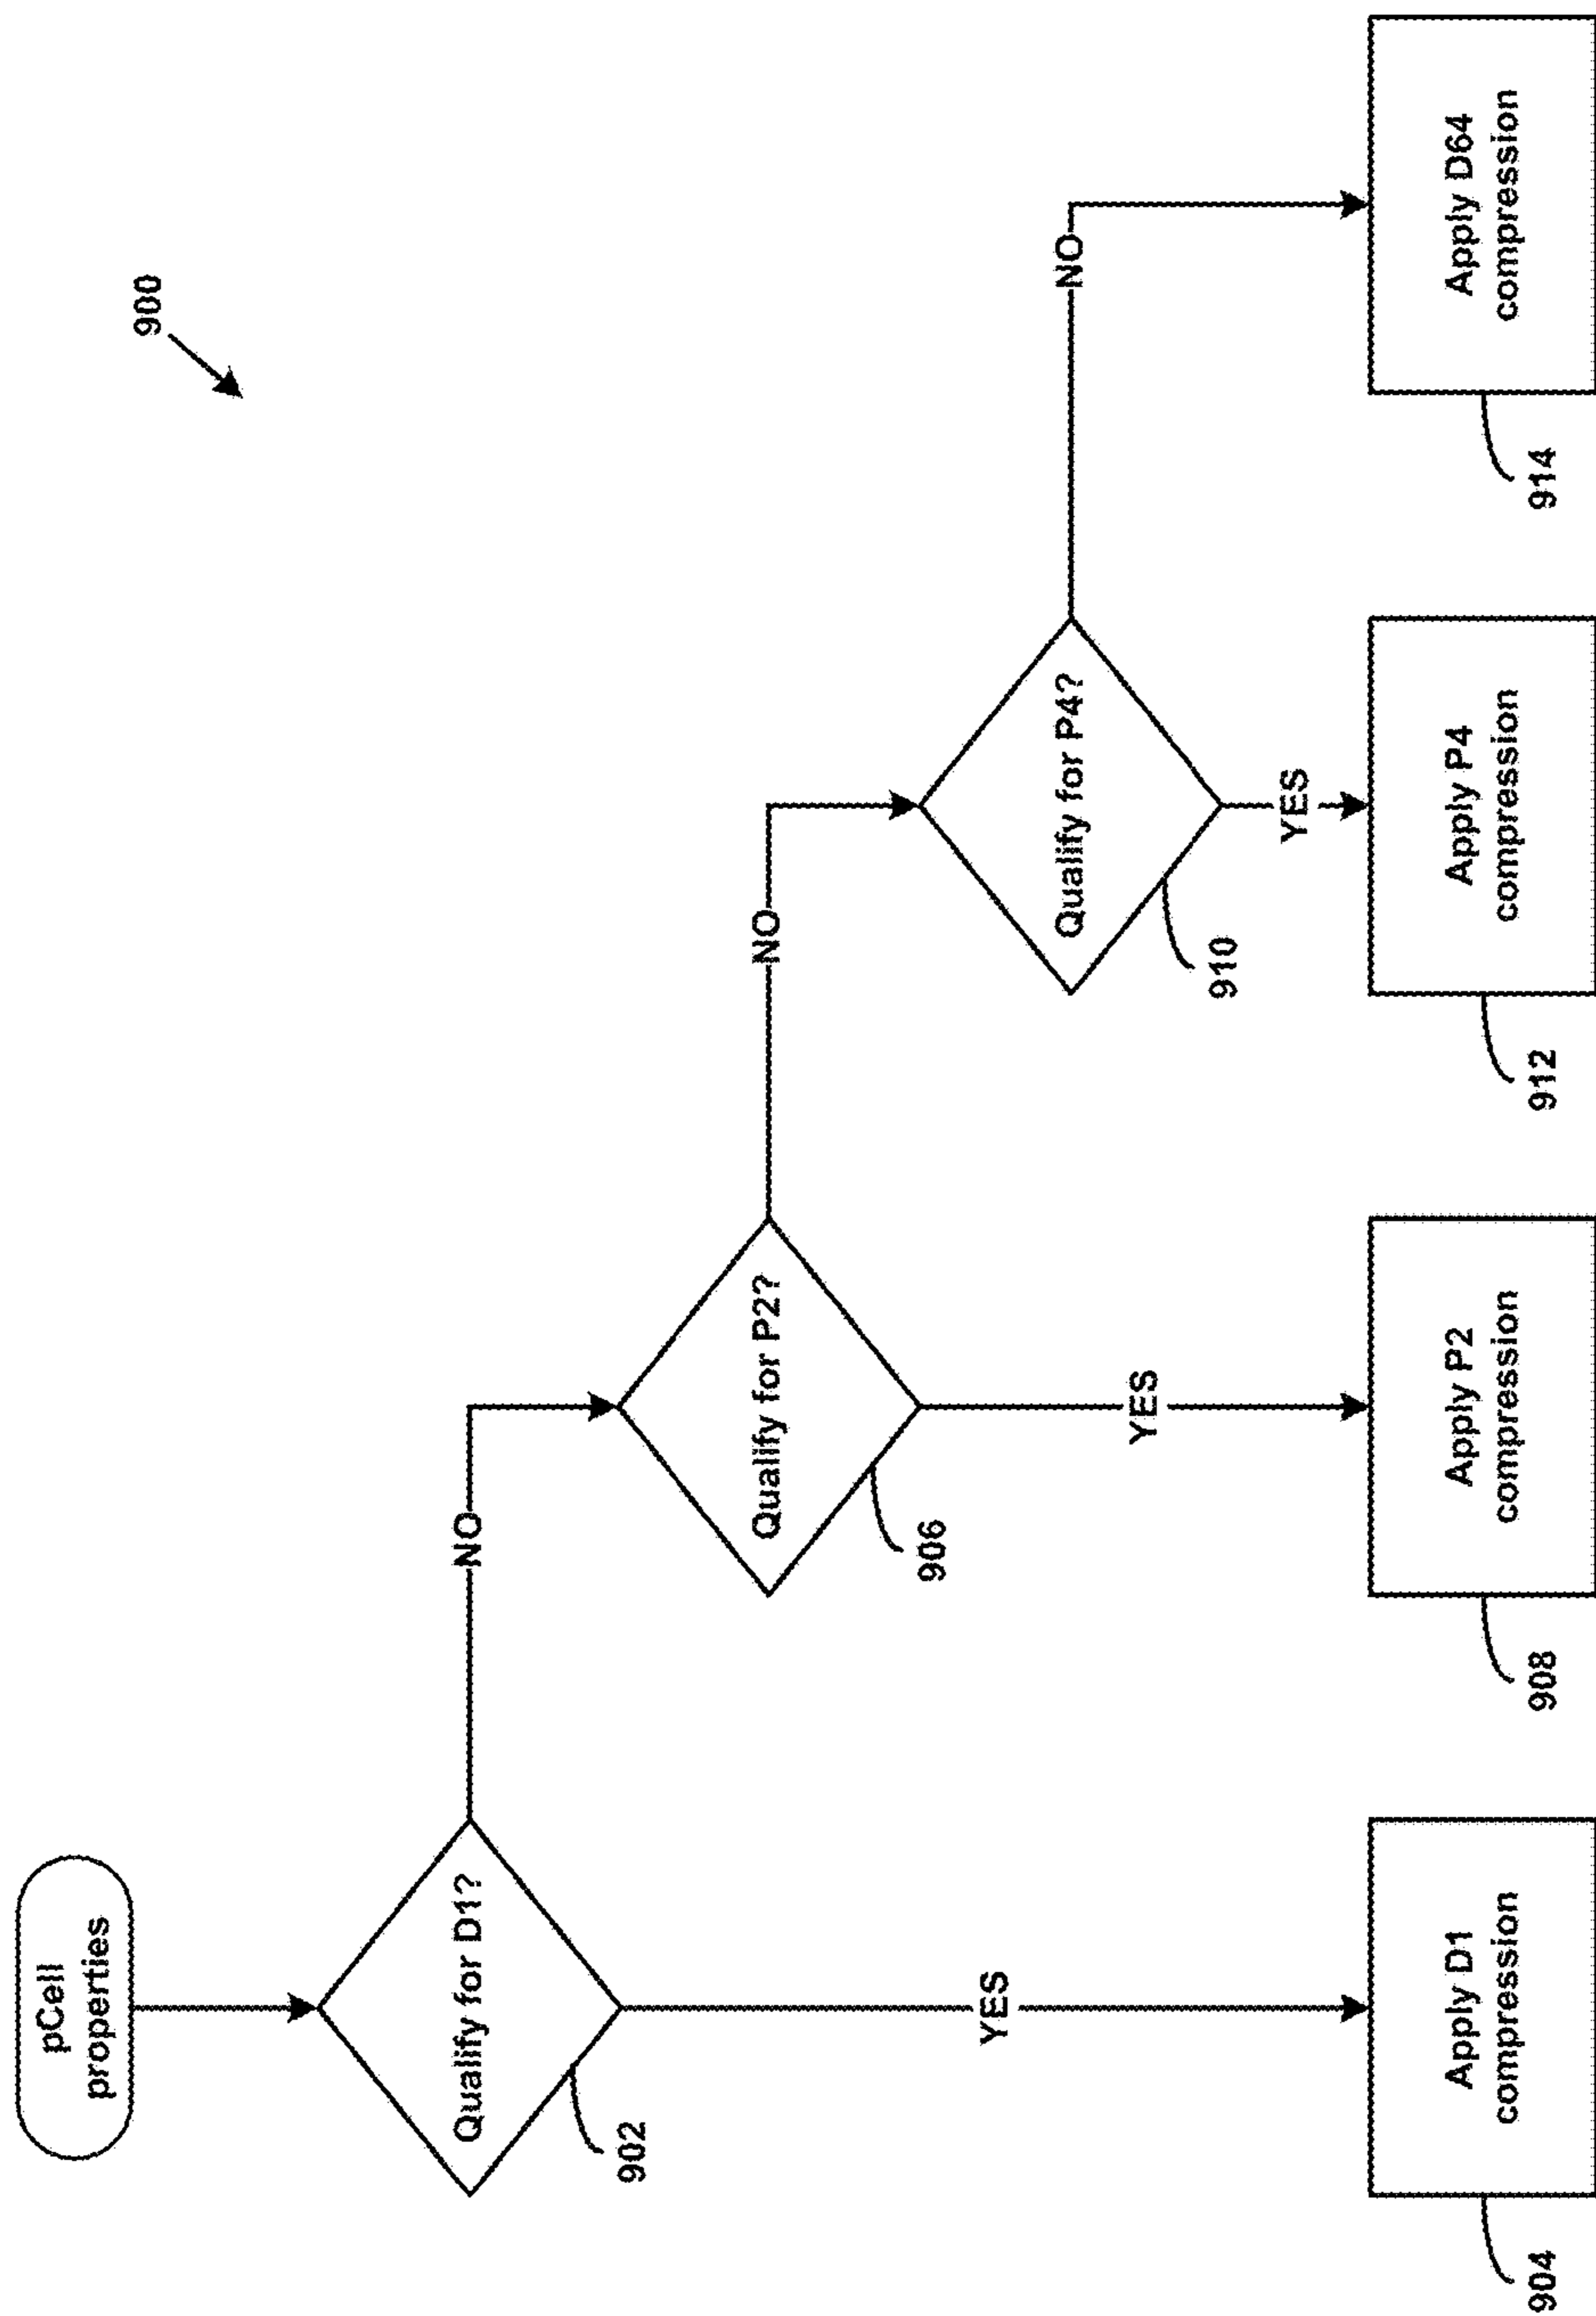 900
pCell
properties
Qualify for D1?
902
NO
YES
Qualify for P2?
906
NO
YES
Qualify for P4?
910
NO
YES
Apply D1
compression
904
Apply P2
compression
908
Apply P4
compression
912
Apply D64
compression
914